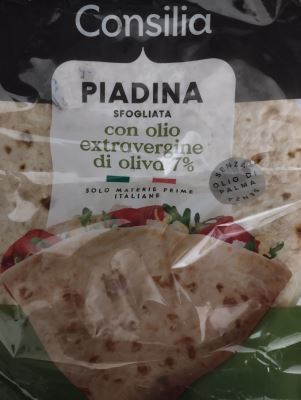 Consilia
PIADINA
SFOGLIATA
con olio
extravergine
di oliva 7%
SOLO MATERIE PRIME
ITALIANE
SENZA
OLIO DI
PALMA
SENZA